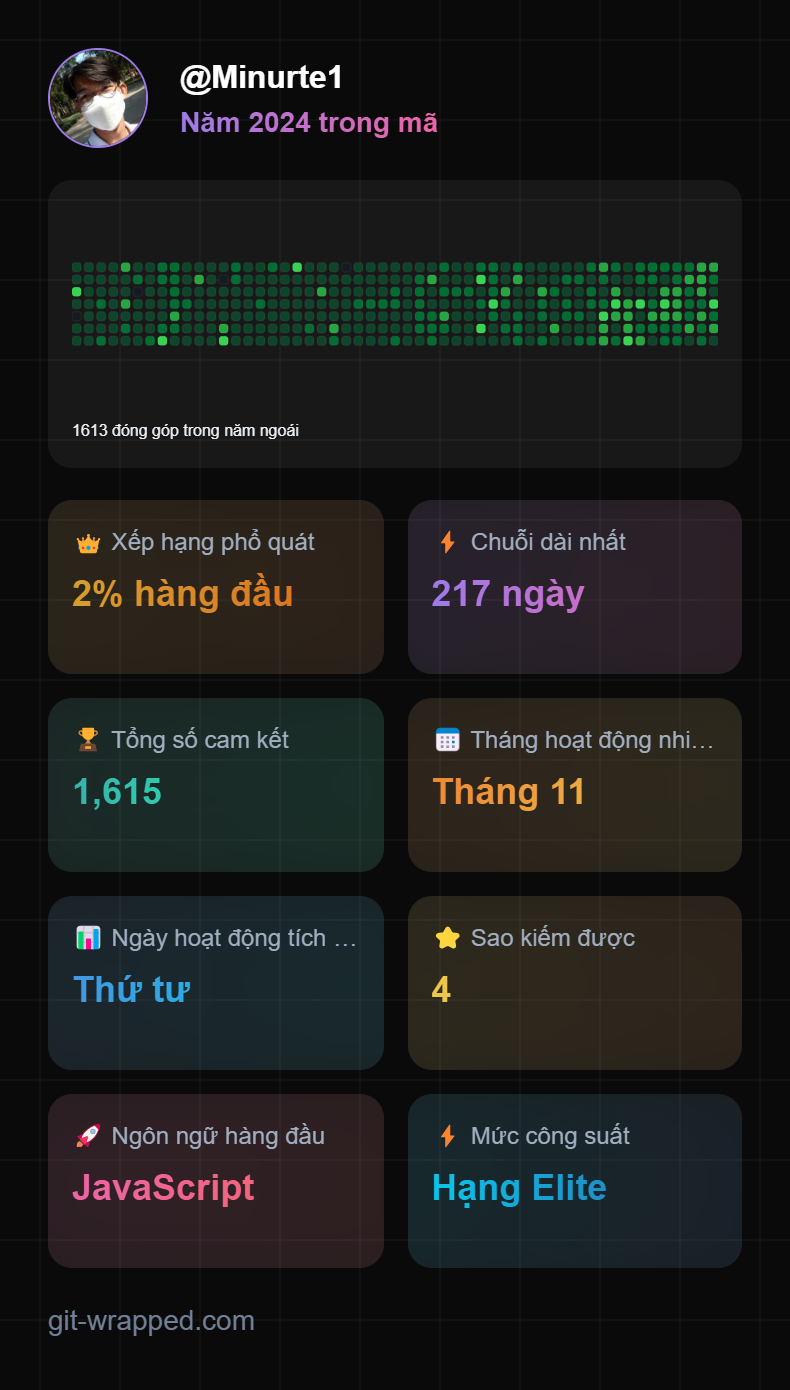 @Minurte1
Năm 2024 trong mã
1613 đóng góp trong năm ngoái
Xếp hạng phổ quát
2% hàng đầu
Chuỗi dài nhất
217 ngày
Tổng số cam kết
1,615
Tháng hoạt động nhi…
Tháng 11
Ngày hoạt động tích …
Thứ tư
Sao kiếm được
4
Ngôn ngữ hàng đầu
JavaScript
Mức công suất
Hạng Elite
git-wrapped.com